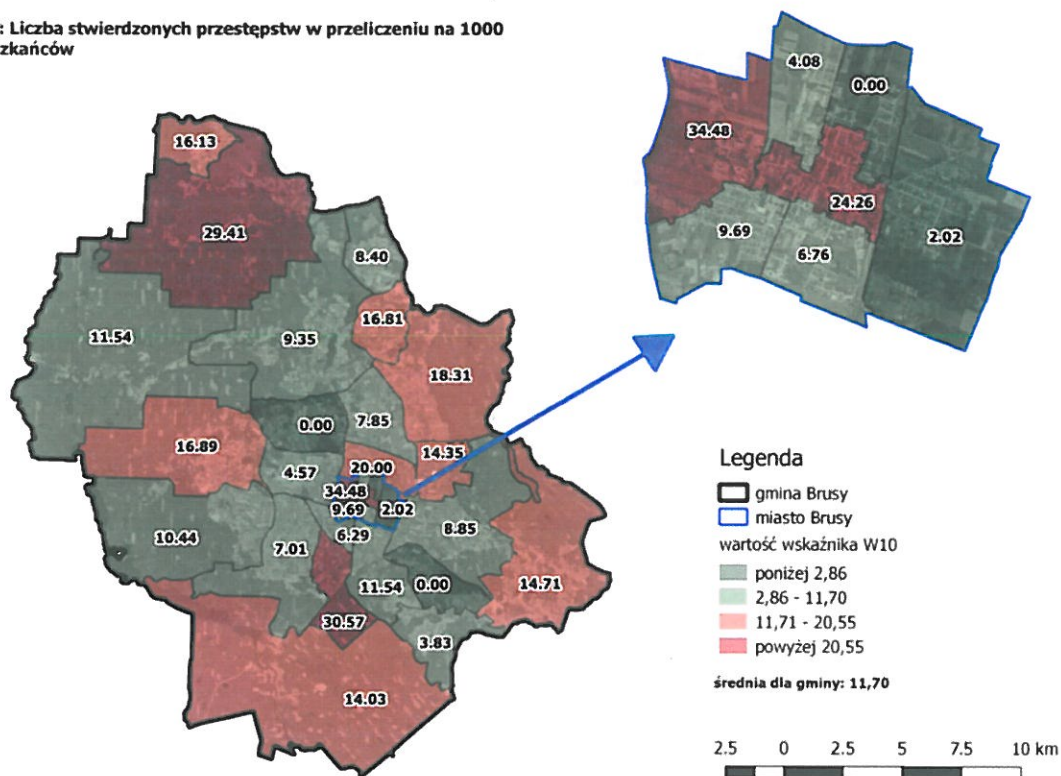 : Liczba stwierdzonych przestępstw w przeliczeniu na 1000
zkańców
4.08
0.00
34.48
24.26
9.69
6.76
2.02
16.13
29.41
8.40
16.81
11.54
9.35
18.31
0.00
7.85
16.89
14.35
4.57
20.00
34.48
2.02
9.69
8.85
10.44
7.01
6.29
11.54
0.00
14.71
30.57
3.83
14.03
Legenda
gmina Brusy
miasto Brusy
wartość wskaźnika W10
poniżej 2,86
2,86 - 11,70
11,71 - 20,55
powyżej 20,55
średnia dla gminy: 11,70
2.5 0 2.5 5 7.5 10 km